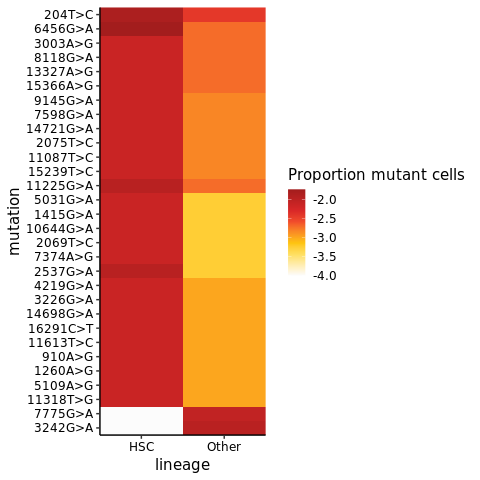 204T>C
6456G>A
3003A>G
8118G>A
13327A>G
15366A>G
9145G>A
7598G>A
14721G>A
2075T>C
11087T>C
15239T>C
11225G>A
5031G>A
1415G>A
10644G>A
2069T>C
7374A>G
2537G>A
4219G>A
3226G>A
14698G>A
16291C>T
11613T>C
910A>G
1260A>G
5109A>G
11318T>G
7775G>A
3242G>A
mutation
HSC Other
lineage
Proportion mutant cells
-2.0
-2.5
-3.0
-3.5
-4.0